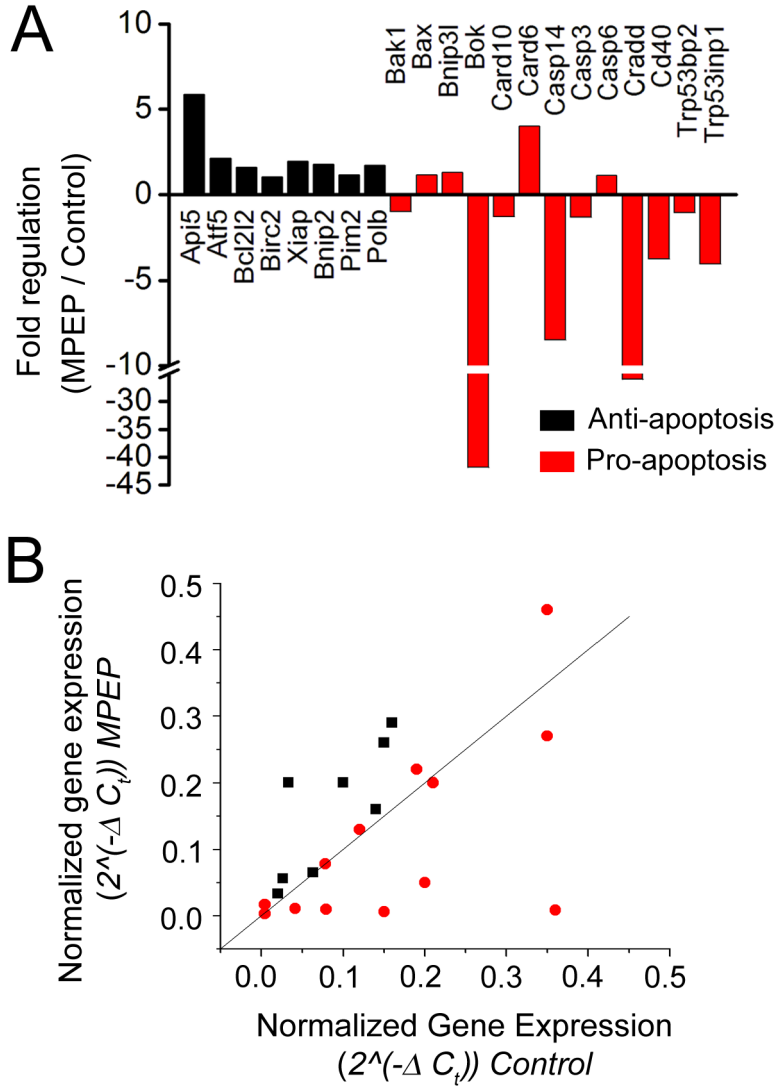 A
Fold regulation
(MPEP / Control)
10
5
0
-5
-10
-30
-35
-40
-45
Api5
Atf5
Bcl2l2
Birc2
Xiap
Bnip2
Pim2
Polb
Bak1
Bax
Bnip3l
Bok
Card10
Card6
Casp14
Casp3
Casp6
Cradd
Cd40
Trp53bp2
Trp53inp1
Anti-apoptosis
Pro-apoptosis
B
Normalized gene expression
(2^(-Δ Ct)) MPEP
0.5
0.4
0.3
0.2
0.1
0.0
0.0 0.1 0.2 0.3 0.4 0.5
Normalized Gene Expression
(2^(-Δ Ct)) Control